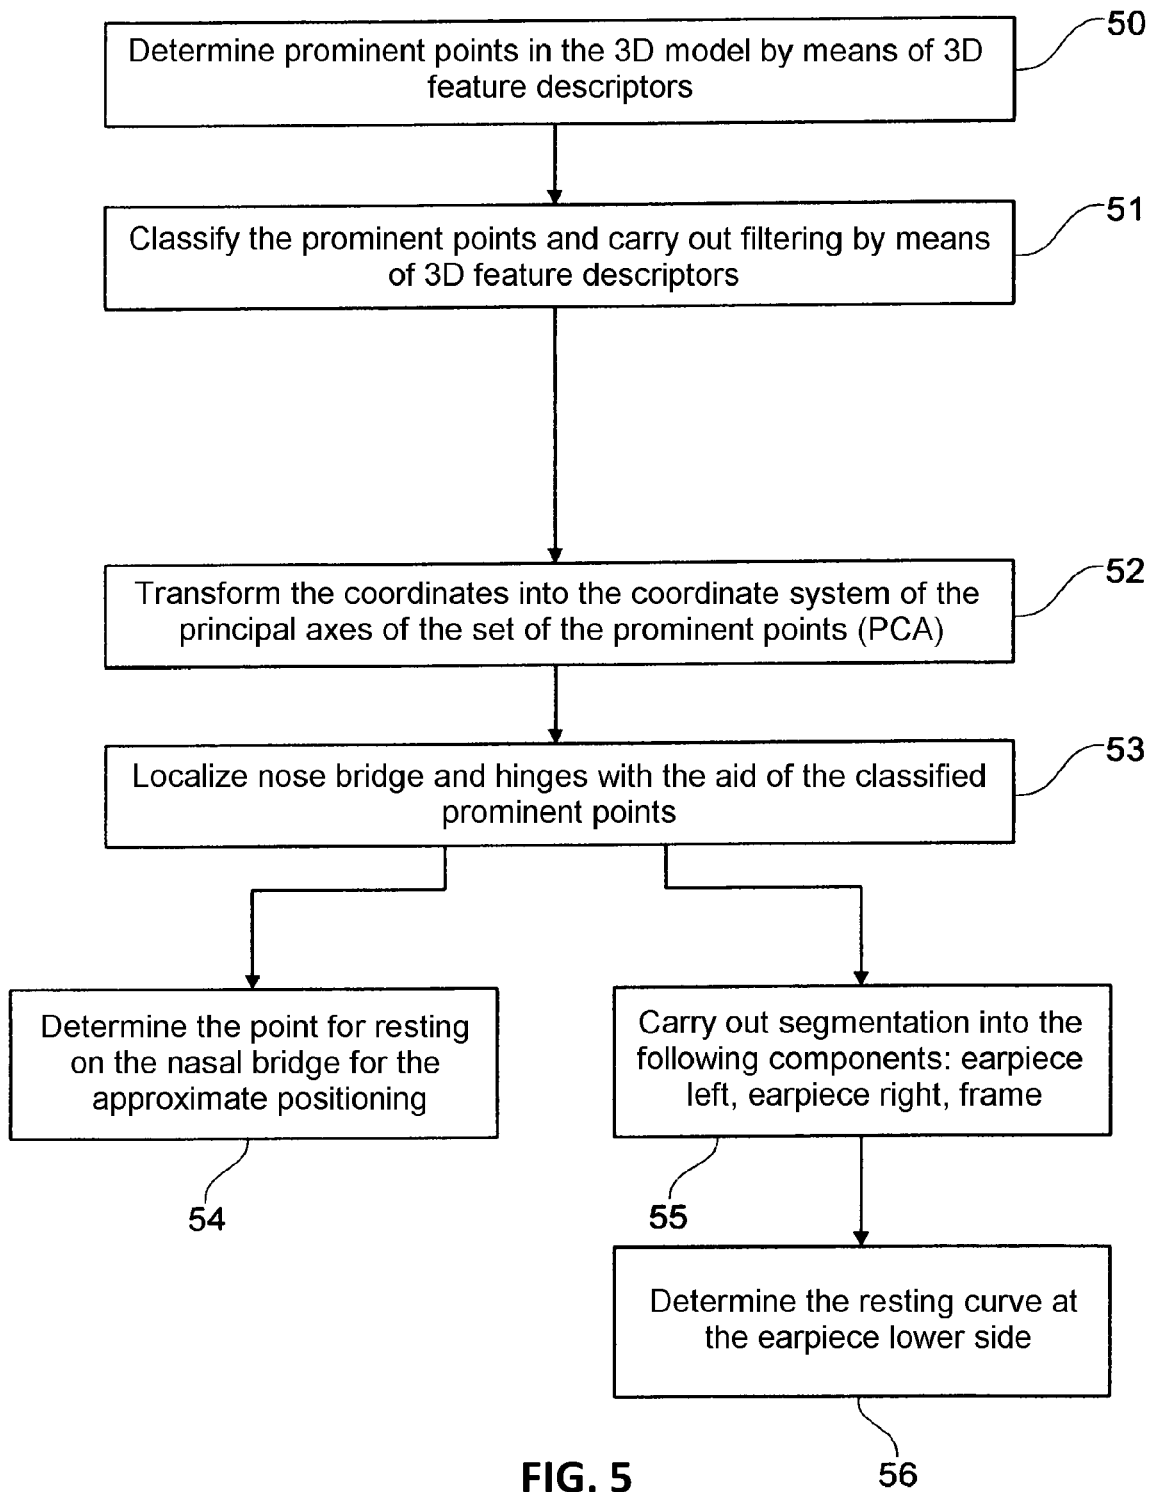 50
Determine prominent points in the 3D model by means of 3D
feature descriptors
51
Classify the prominent points and carry out filtering by means
of 3D feature descriptors
52
Transform the coordinates into the coordinate system of the
principal axes of the set of the prominent points (PCA)
53
Localize nose bridge and hinges with the aid of the classified
prominent points
Determine the point for resting
on the nasal bridge for the
approximate positioning
54
Carry out segmentation into the
following components: earpiece
left, earpiece right, frame
55
Determine the resting curve at
the earpiece lower side
56
FIG. 5